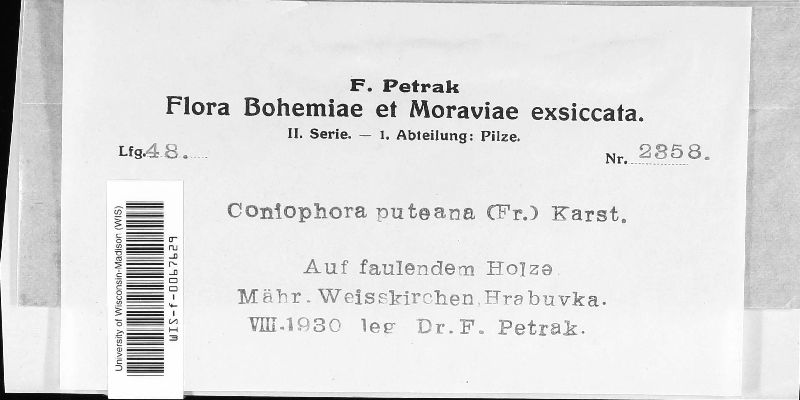 F. Petrak
Flora Bohemiae et Moraviae exsiccata.
II. Serie. — 1. Abteilung: Pilze.
Lfg. 48.
Nr. 2358.
Coniophora puteana (Fr.) Karst.
Auf faulendem Holze
Mähr. Weisskirchen, Hrabuvka.
VIII.1930 leg Dr. F. Petrak.
University of Wisconsin-Madison (WIS)
WIS-f-0067629